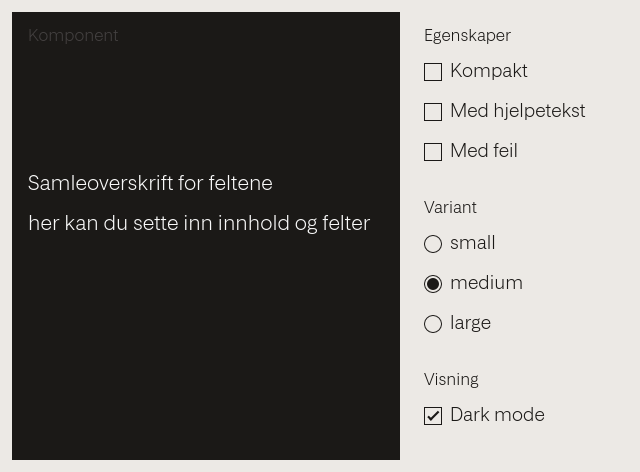 Komponent
Samleoverskrift for feltene
her kan du sette inn innhold og felter
Egenskaper
Kompakt
Med hjelpetekst
Med feil
Variant
small
medium
large
Visning
Dark mode